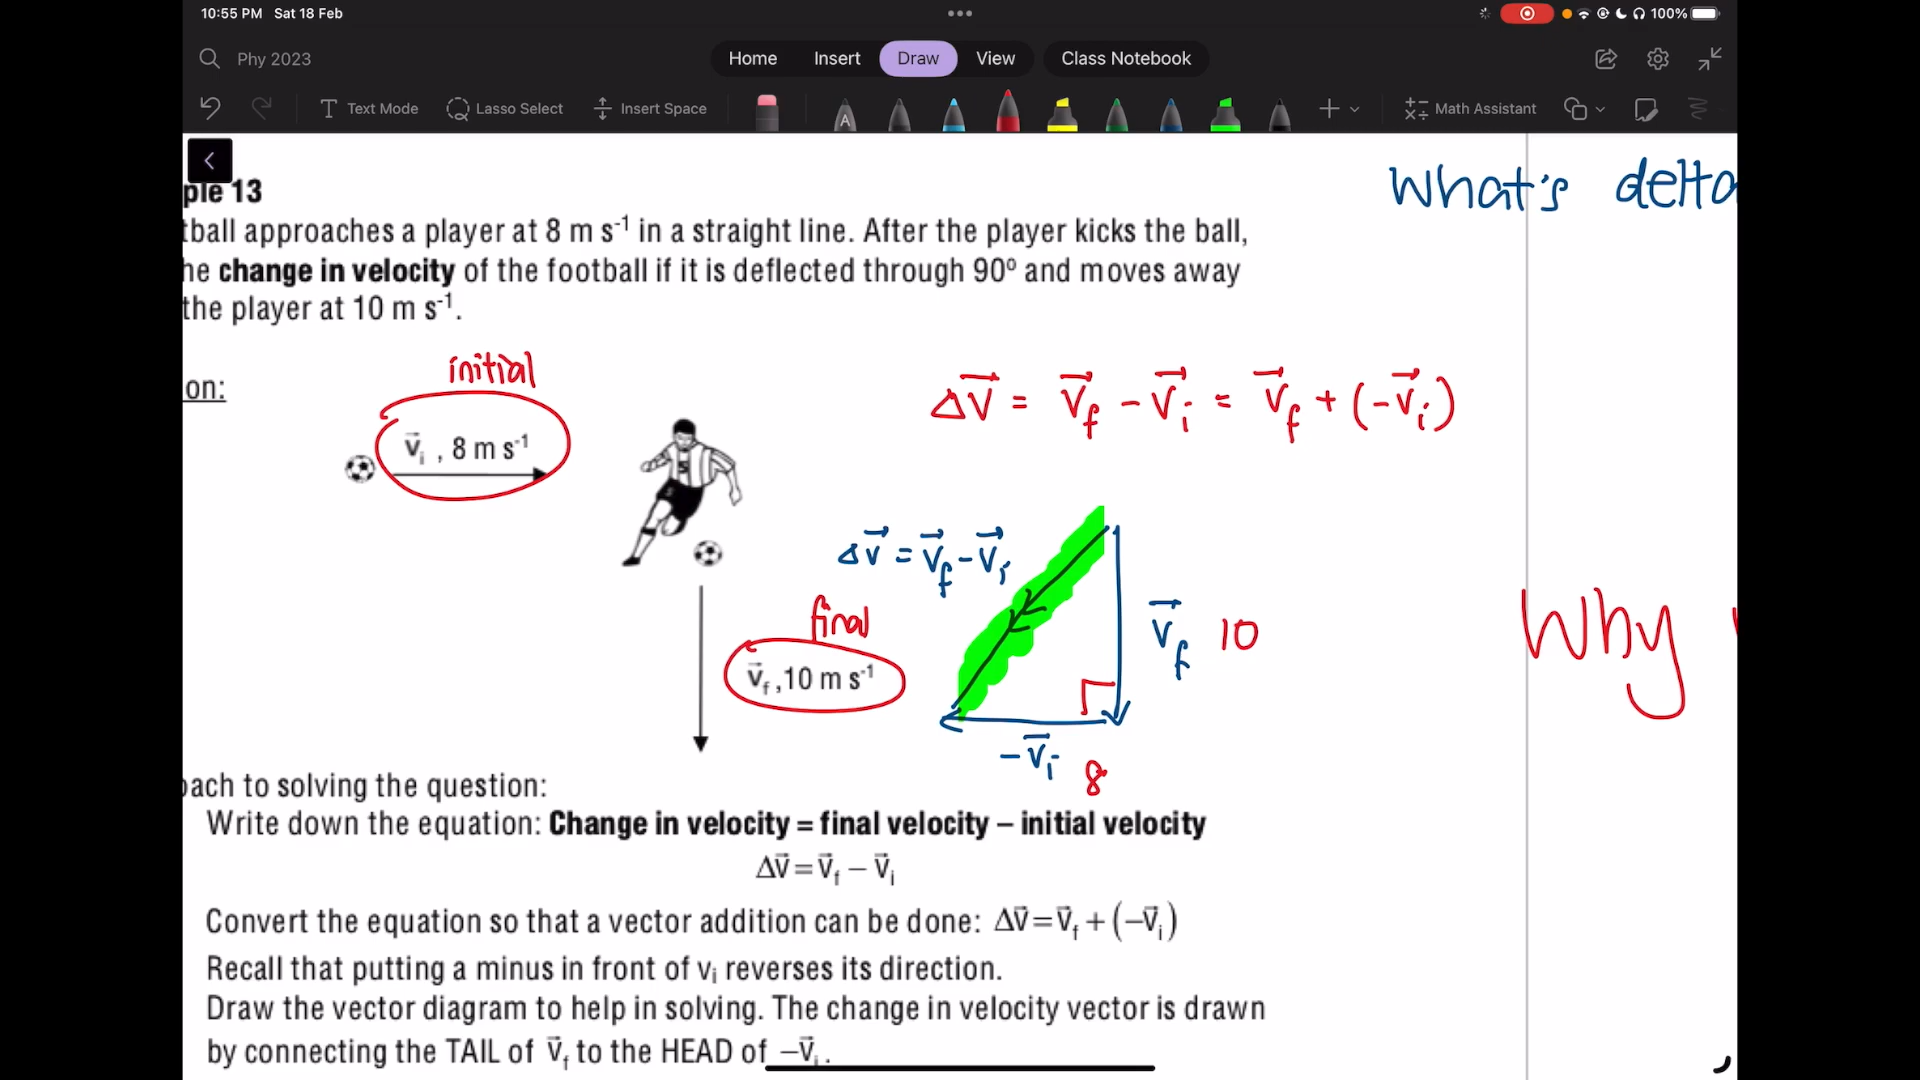 10:55 PM Sat 18 Feb
100%
Phy 2023
Home Insert Draw View Class Notebook
Text Mode Lasso Select Insert Space
A
Math Assistant
What's delta
ple 13
tball approaches a player at 8 m s⁻¹ in a straight line. After the player kicks the ball,
he change in velocity of the football if it is deflected through 90º and moves away
the player at 10 m s⁻¹.
on:
initial
v⃗ᵢ , 8 m s⁻¹
Δv⃗ = v⃗f - v⃗ᵢ = v⃗f + (-v⃗ᵢ)
Δv⃗ = v⃗f - v⃗ᵢ
final
v⃗f ,10 m s⁻¹
v⃗f 10
-v⃗ᵢ 8
Why
oach to solving the question:
Write down the equation: Change in velocity = final velocity – initial velocity
Δv⃗ = v⃗f – v⃗ᵢ
Convert the equation so that a vector addition can be done: Δv⃗ = v⃗f + (–v⃗ᵢ)
Recall that putting a minus in front of vᵢ reverses its direction.
Draw the vector diagram to help in solving. The change in velocity vector is drawn
by connecting the TAIL of v⃗f to the HEAD of –v⃗ᵢ.